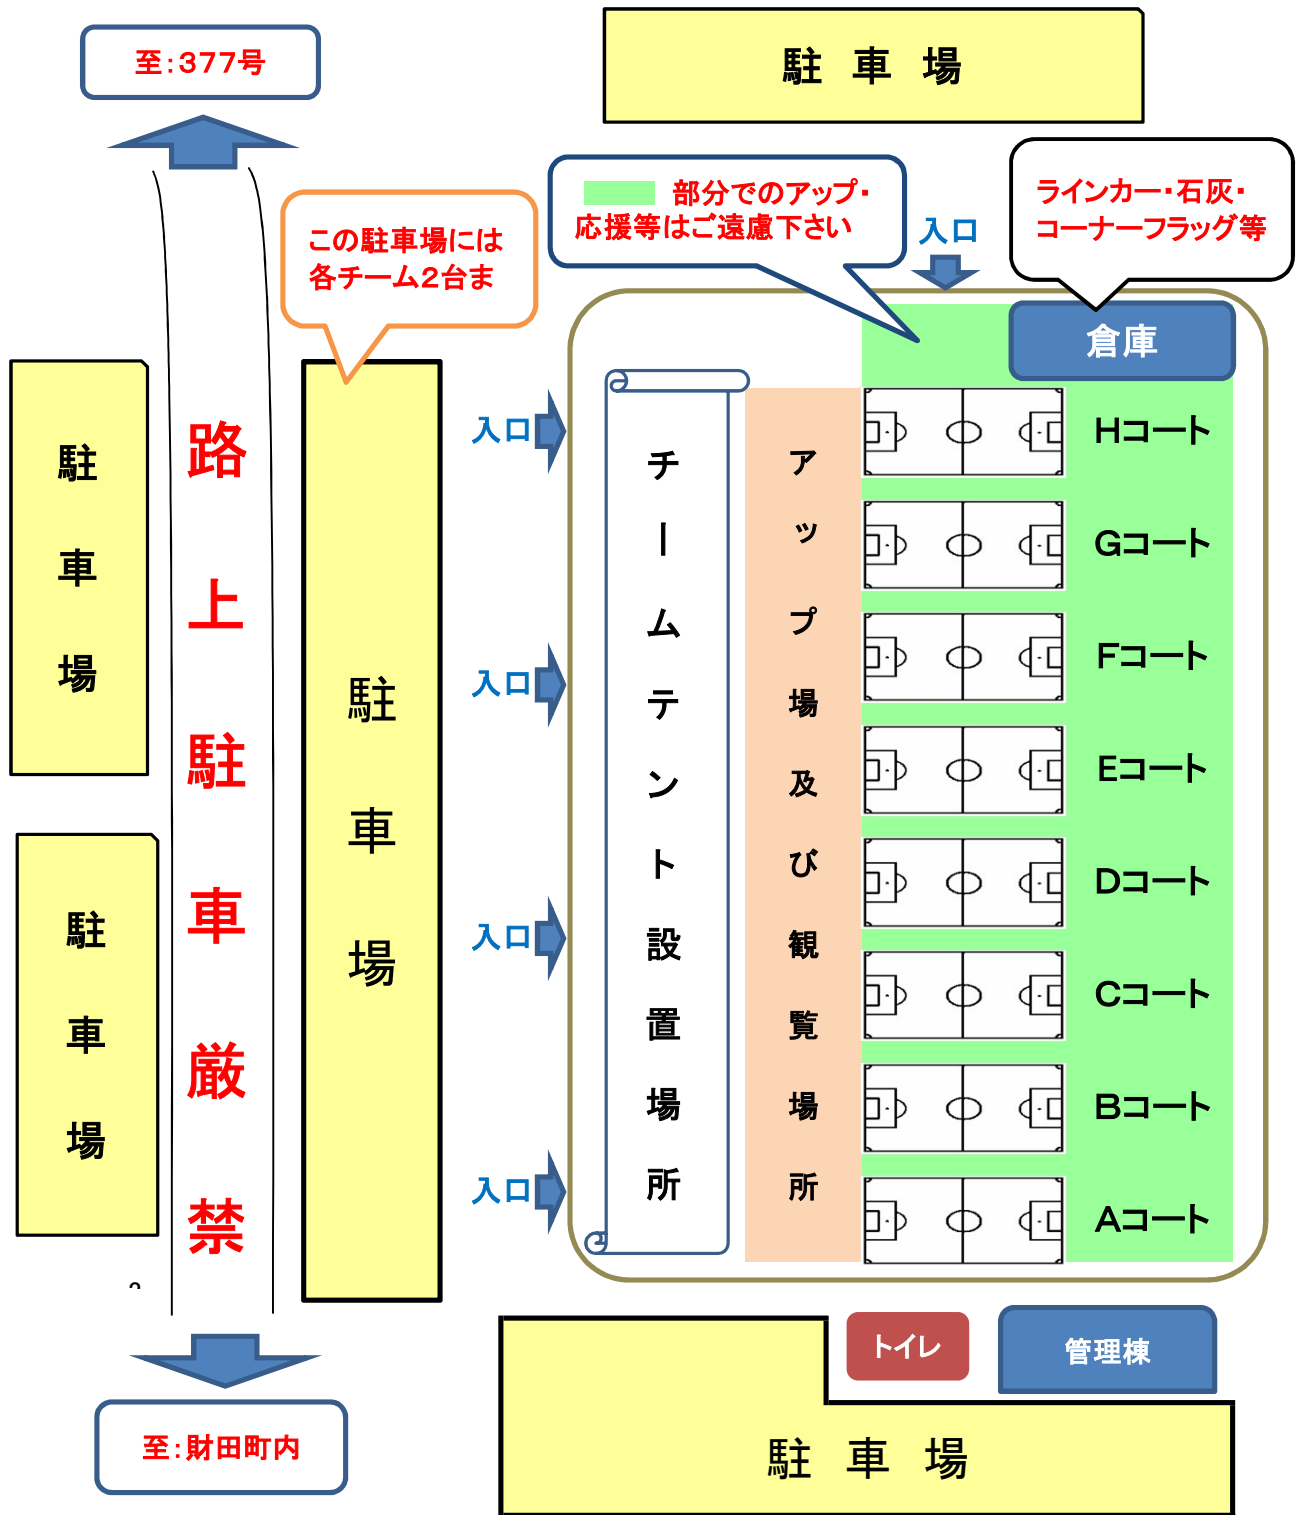 至：３７７号
駐車場
部分でのアップ・
応援等はご遠慮下さい
ラインカー・石灰・
コーナーフラッグ等
入口
この駐車場には
各チーム２台ま
倉庫
駐車場
路上駐車厳禁
駐車場
入口
入口
入口
入口
チームテント設置場所
アップ場及び観覧場所
Hコート
Gコート
Fコート
Eコート
Dコート
Cコート
Bコート
Aコート
駐車場
トイレ
管理棟
至：財田町内
駐車場